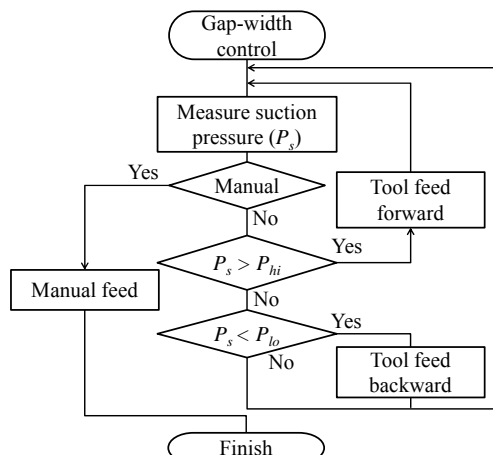 Gap-width
control
Measure suction
pressure (Ps)
Yes
Manual
No
Tool feed
forward
Ps > Phi
Yes
Manual feed
No
Ps < Plo
Yes
No
Tool feed
backward
Finish